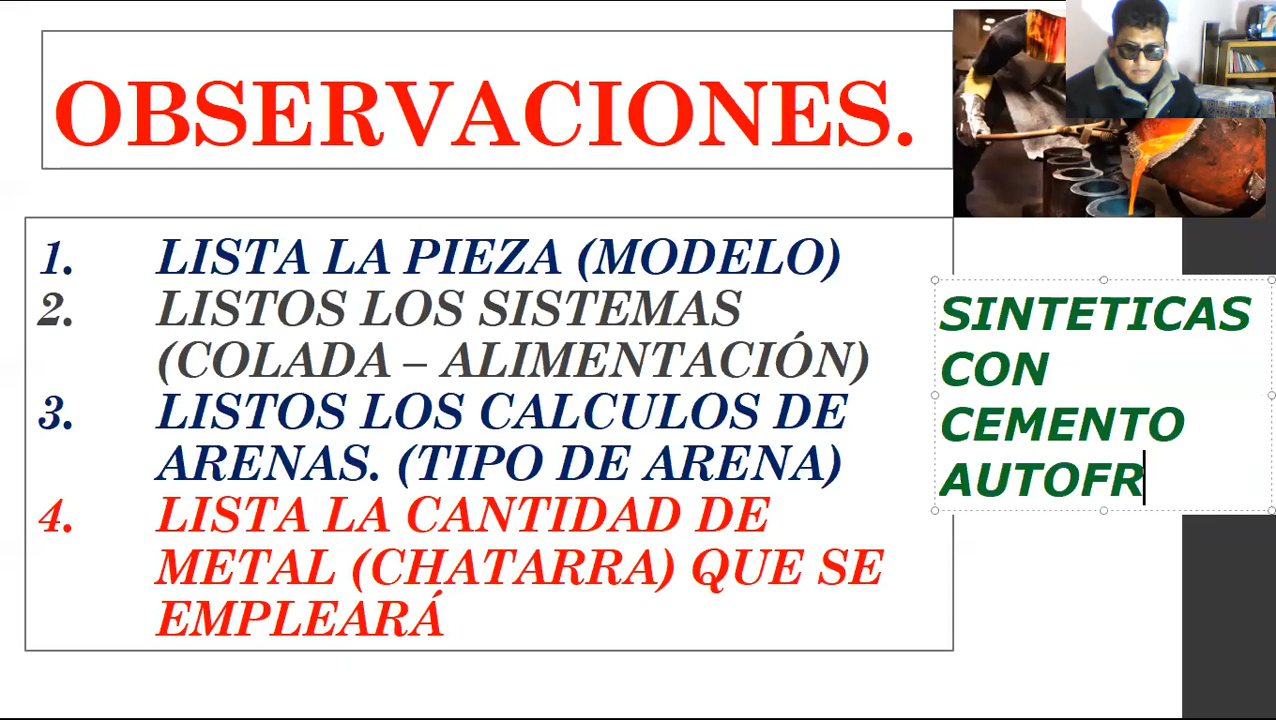 OBSERVACIONES.
1. LISTA LA PIEZA (MODELO)
2. LISTOS LOS SISTEMAS
(COLADA – ALIMENTACIÓN)
3. LISTOS LOS CALCULOS DE
ARENAS. (TIPO DE ARENA)
4. LISTA LA CANTIDAD DE
METAL (CHATARRA) QUE SE
EMPLEARÁ
SINTETICAS
CON
CEMENTO
AUTOFR